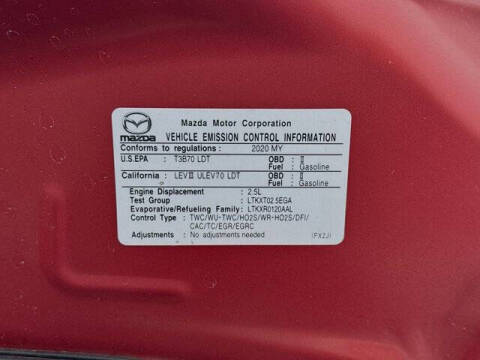 Mazda Motor Corporation
mazda VEHICLE EMISSION CONTROL INFORMATION
Conforms to regulations: 2020 MY
U.S.EPA : T3B70 LDT OBD : II
Fuel : Gasoline
California : LEVIII ULEV70 LDT OBD : II
Fuel : Gasoline
Engine Displacement : 2.5L
Test Group : LTKXT02.5EGA
Evaporative/Refueling Family: LTKXR0120AAL
Control Type : TWC/WU-TWC/HO2S/WR-HO2S/DFI/
CAC/TC/EGR/EGRC
Adjustments : No adjustments needed (PX2J)